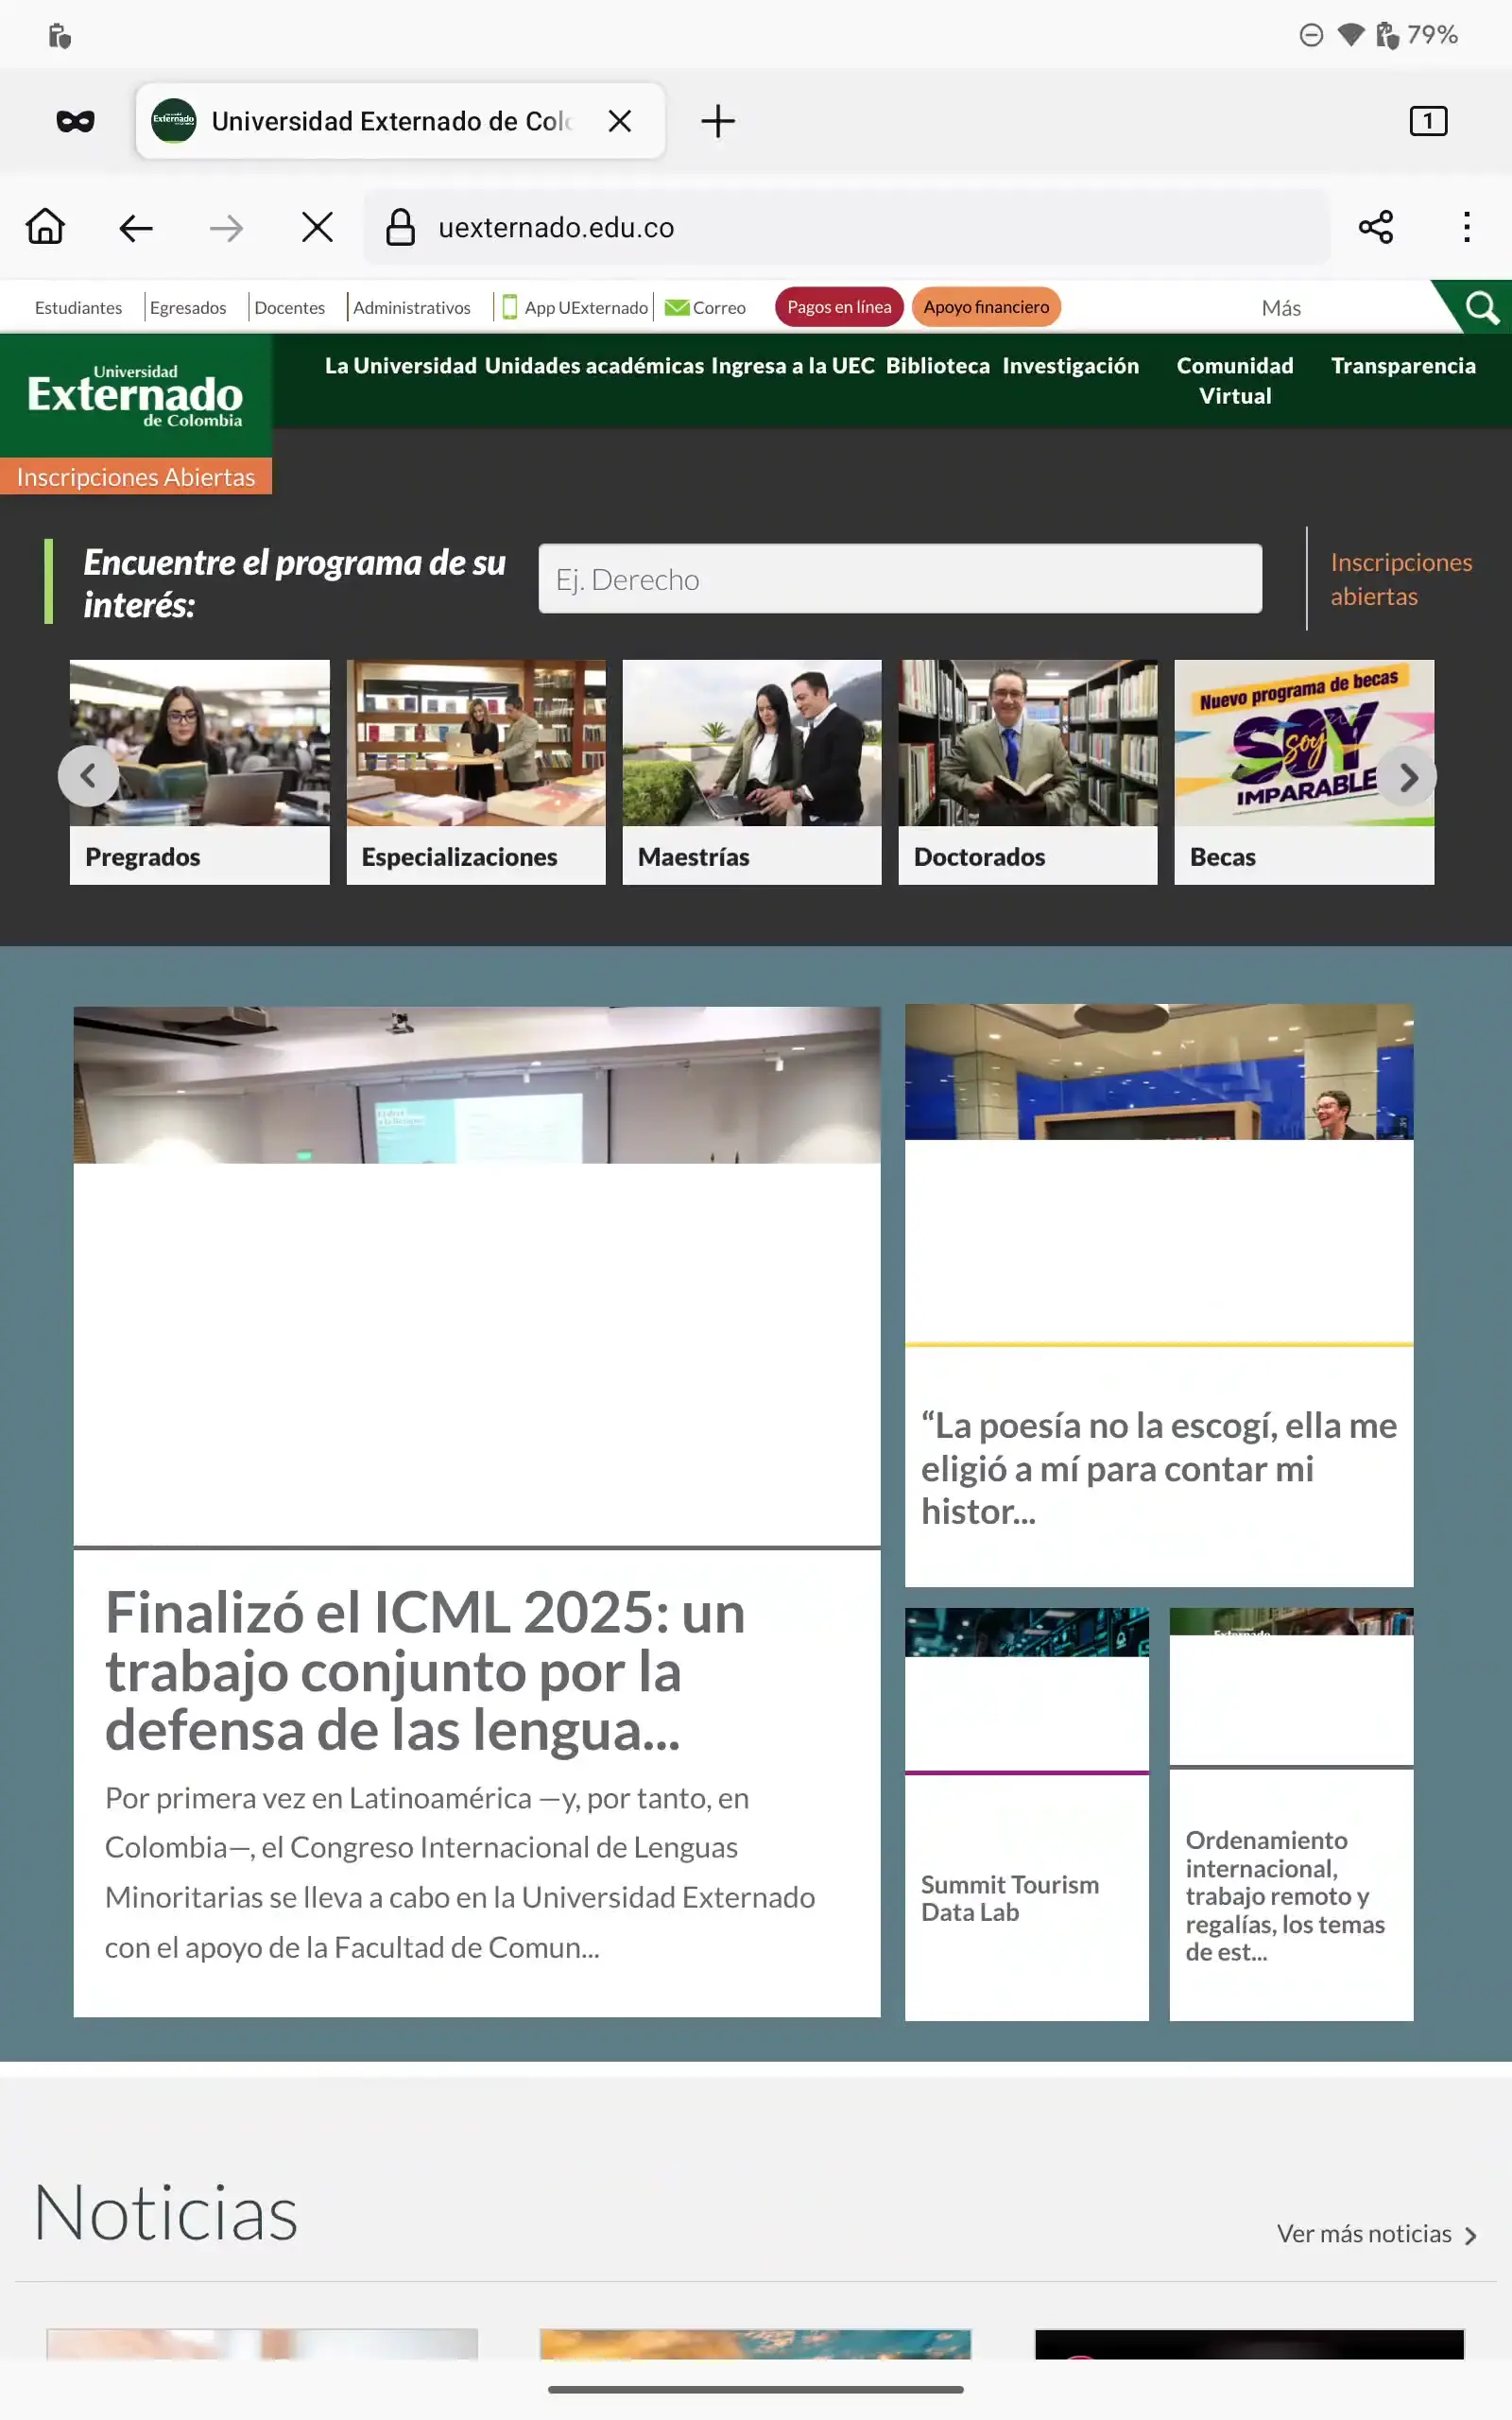 79%
Universidad Externado de Col
1
uexternado.edu.co
Estudiantes
Egresados
Docentes
Administrativos
App UExternado
Correo
Pagos en línea
Apoyo financiero
Más
Universidad
Externado
de Colombia
La Universidad
Unidades académicas
Ingresa a la UEC
Biblioteca
Investigación
Comunidad
Virtual
Transparencia
Inscripciones Abiertas
Encuentre el programa de su
interés:
Ej. Derecho
Inscripciones
abiertas
Nuevo programa de becas
SOY
soy
IMPARABLE
Pregrados
Especializaciones
Maestrías
Doctorados
Becas
“La poesía no la escogí, ella me
eligió a mí para contar mi
histor...
Finalizó el ICML 2025: un
trabajo conjunto por la
defensa de las lengua...
Por primera vez en Latinoamérica —y, por tanto, en
Colombia—, el Congreso Internacional de Lenguas
Minoritarias se lleva a cabo en la Universidad Externado
con el apoyo de la Facultad de Comun...
Summit Tourism
Data Lab
Externado
Ordenamiento
internacional,
trabajo remoto y
regalías, los temas
de est...
Noticias
Ver más noticias